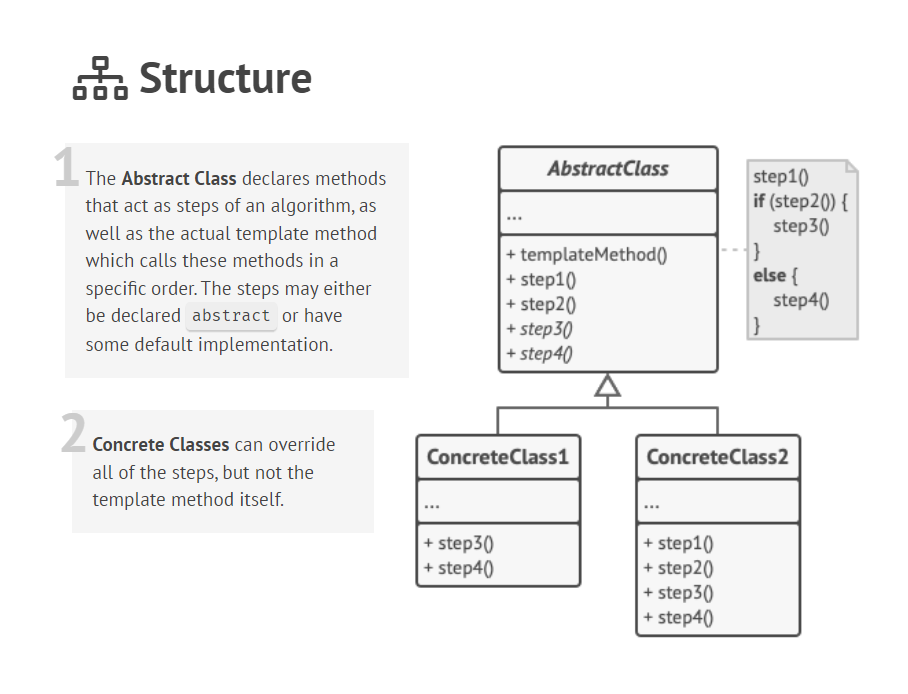 Structure
1
The Abstract Class declares methods
that act as steps of an algorithm, as
well as the actual template method
which calls these methods in a
specific order. The steps may either
be declared abstract or have
some default implementation.
2
Concrete Classes can override
all of the steps, but not the
template method itself.
AbstractClass
...
+ templateMethod()
+ step1()
+ step2()
+ step3()
+ step4()
step1()
if (step2()) {
step3()
}
else {
step4()
}
ConcreteClass1
...
+ step3()
+ step4()
ConcreteClass2
...
+ step1()
+ step2()
+ step3()
+ step4()